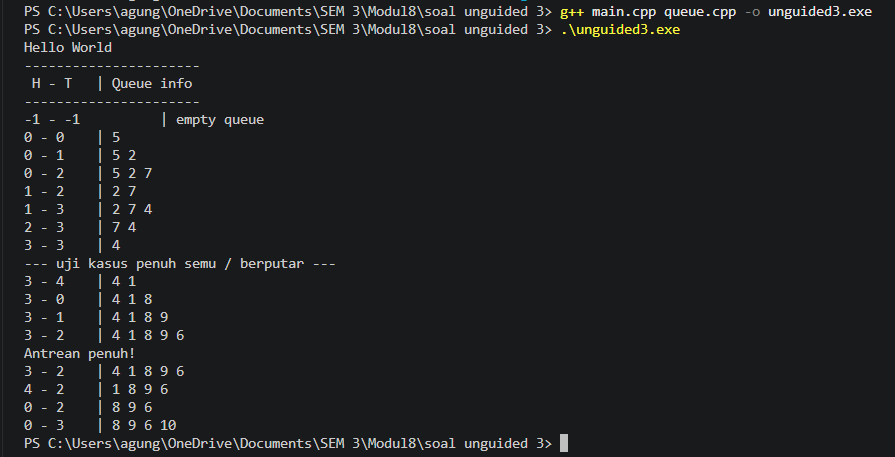 PS C:\Users\agung\OneDrive\Documents\SEM 3\Modul8\soal unguided 3> g++ main.cpp queue.cpp -o unguided3.exe
PS C:\Users\agung\OneDrive\Documents\SEM 3\Modul8\soal unguided 3> .\unguided3.exe
Hello World
----------------------
 H - T   | Queue info
----------------------
-1 - -1          | empty queue
0 - 0    | 5
0 - 1    | 5 2
0 - 2    | 5 2 7
1 - 2    | 2 7
1 - 3    | 2 7 4
2 - 3    | 7 4
3 - 3    | 4
--- uji kasus penuh semu / berputar ---
3 - 4    | 4 1
3 - 0    | 4 1 8
3 - 1    | 4 1 8 9
3 - 2    | 4 1 8 9 6
Antrean penuh!
3 - 2    | 4 1 8 9 6
4 - 2    | 1 8 9 6
0 - 2    | 8 9 6
0 - 3    | 8 9 6 10
PS C:\Users\agung\OneDrive\Documents\SEM 3\Modul8\soal unguided 3>